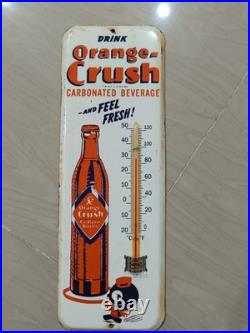 DRINK
Orange-
Crush
CARBONATED BEVERAGE
—AND FEEL
FRESH!
50 120
40 100
30
20 80
10 60
0 40
10 20
20 0
°C °F
Orange
Crush